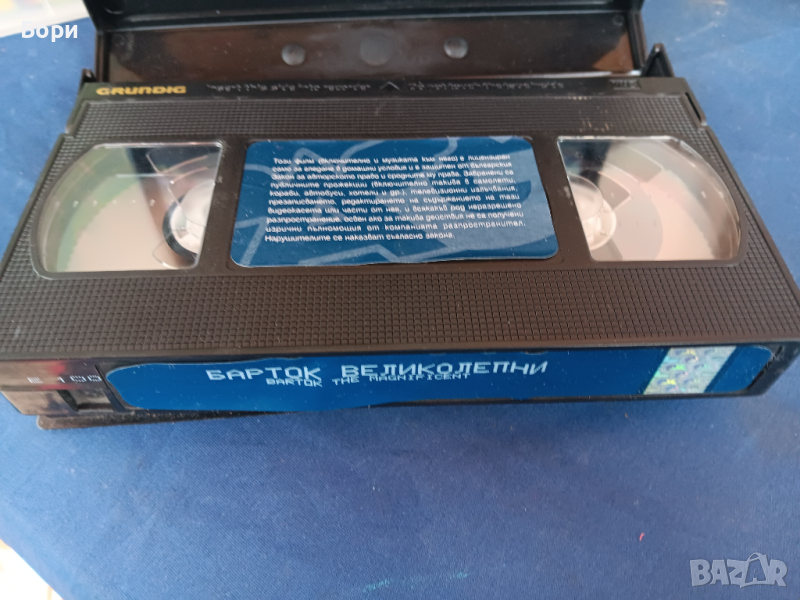 Вори
GRUNDIG
Този филм (включително и музиката към него) е лицензиран
само за гледане в домашни условия и е защитен от българския
Закон за авторското право и сродните му права. Забранени са
публичните прожекции (включително такива в самолети,
кораби, автобуси, хотели и др.), телевизионни излъчвания,
презаписването, редактирането на съдържанието на тази
видеокасета или части от нея, и всякакъв род неразрешено
разпространение, освен ако за такива действия не са получени
изрични пълномощия от компанията разпространител.
Нарушителите се наказват съгласно закона.
E-100
БАРТОК ВЕЛИКОЛЕПНИ
BARTOK THE MAGNIFICENT
BAZAR